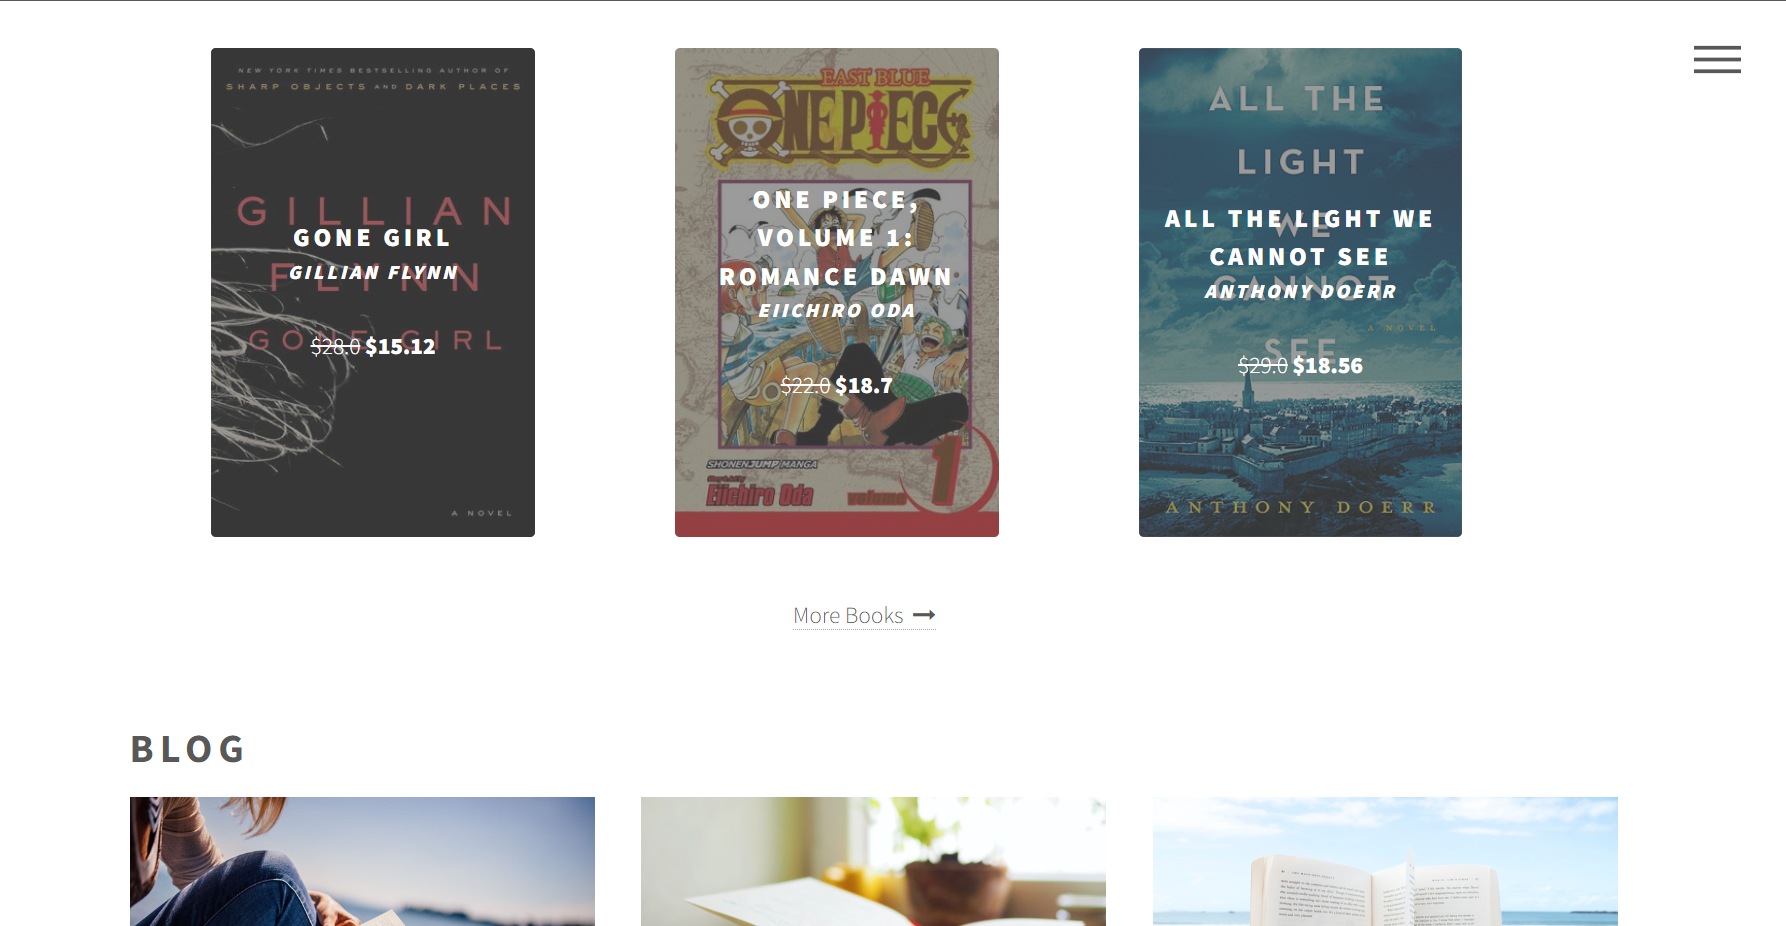 NEW YORK TIMES BESTSELLING AUTHOR OF
SHARP OBJECTS AND DARK PLACES
GILLIAN
FLYNN
GONE GIRL
A NOVEL
GONE GIRL
GILLIAN FLYNN
$28.0 $15.12
EAST BLUE
ONE PIECE
SHONEN JUMP MANGA
Eiichiro Oda
volume 1
ONE PIECE,
VOLUME 1:
ROMANCE DAWN
EIICHIRO ODA
$22.0 $18.7
ALL THE
LIGHT
WE
CANNOT
A NOVEL
SEE
ANTHONY DOERR
ALL THE LIGHT WE
CANNOT SEE
ANTHONY DOERR
$29.0 $18.56
More Books
BLOG